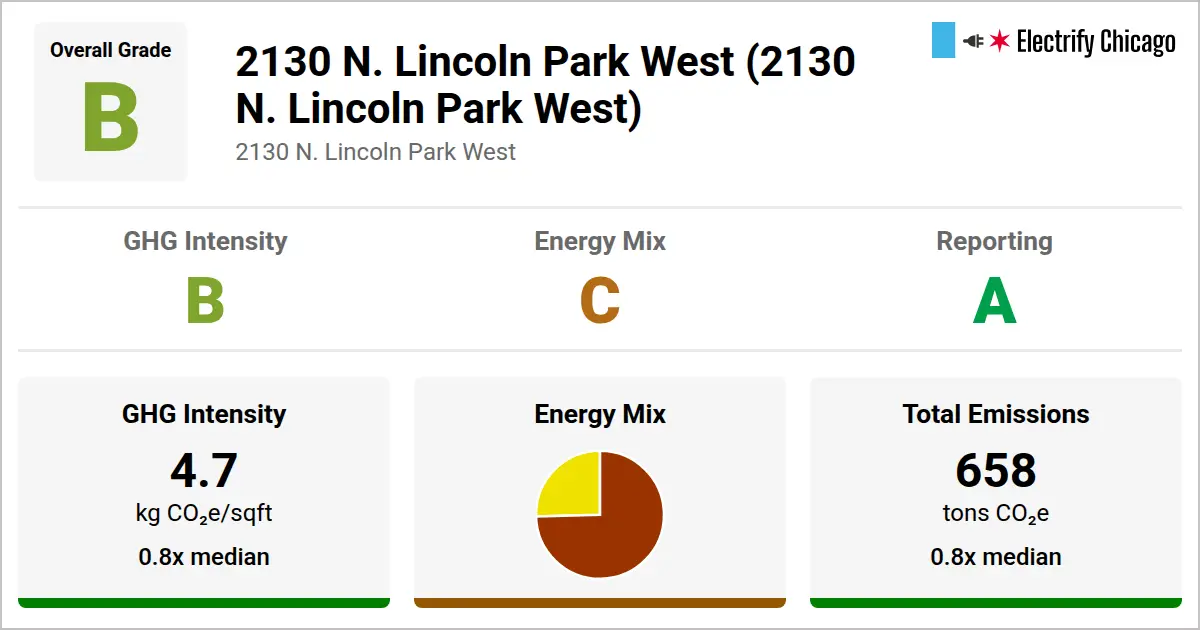 Overall Grade
B
2130 N. Lincoln Park West (2130
N. Lincoln Park West)
2130 N. Lincoln Park West
Electrify Chicago
GHG Intensity
B
Energy Mix
C
Reporting
A
GHG Intensity
4.7
kg CO₂e/sqft
0.8x median
Energy Mix
Total Emissions
658
tons CO₂e
0.8x median